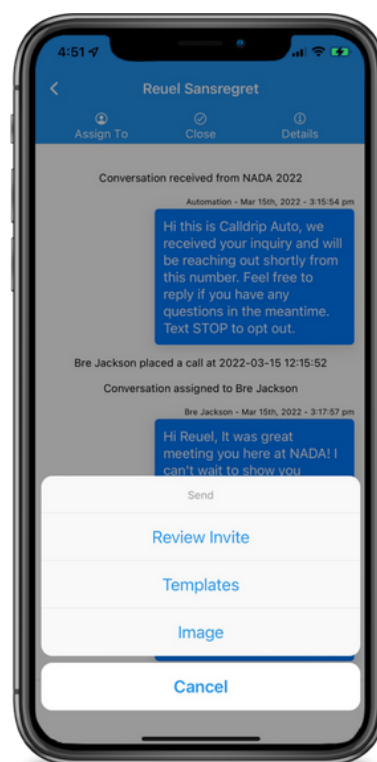 4:51
Reuel Sansregret
Assign To
Close
Details
Conversation received from NADA 2022
Automation - Mar 15th, 2022 - 3:15:54 pm
Hi this is Calldrip Auto, we
received your inquiry and will
be reaching out shortly from
this number. Feel free to
reply if you have any
questions in the meantime.
Text STOP to opt out.
Bre Jackson placed a call at 2022-03-15 12:15:52
Conversation assigned to Bre Jackson
Bre Jackson - Mar 15th, 2022 - 3:17:57 pm
Hi Reuel, It was great
meeting you here at NADA! I
can't wait to show you
Send
Review Invite
Templates
Image
Cancel